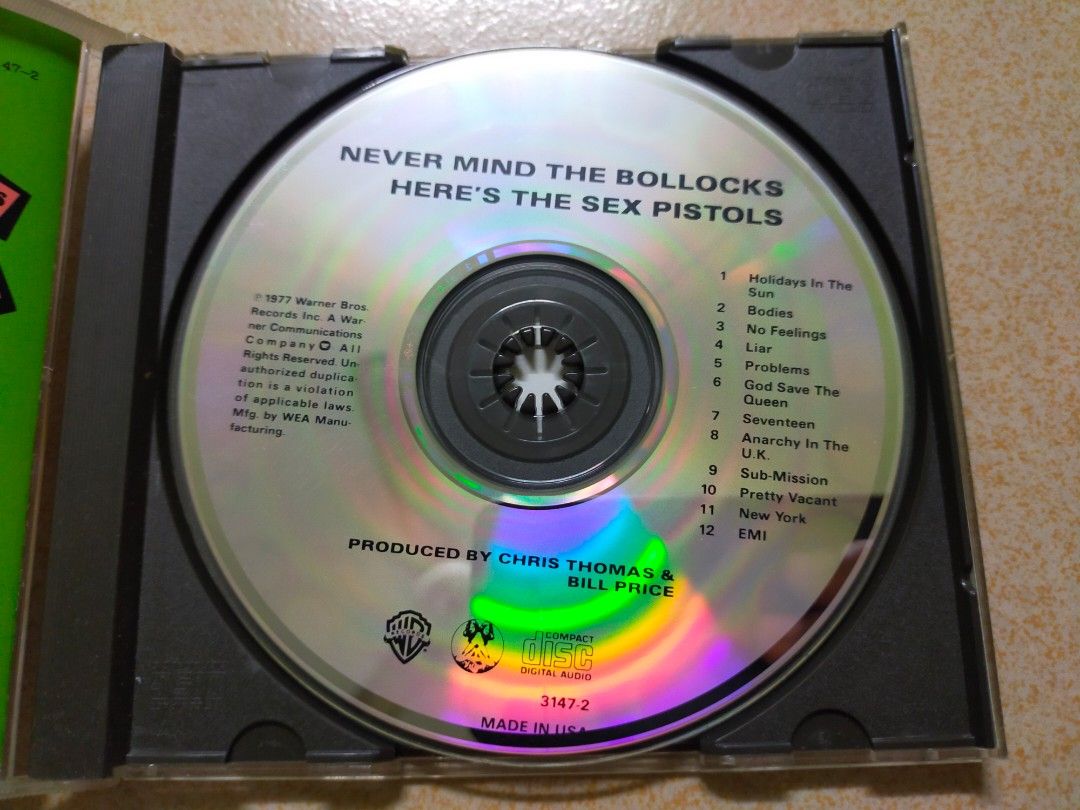 47-2
NEVER MIND THE BOLLOCKS
HERE'S THE SEX PISTOLS
℗ 1977 Warner Bros.
Records Inc. A War-
ner Communications
Company All
Rights Reserved. Un-
authorized duplica-
tion is a violation
of applicable laws.
Mfg. by WEA Manu-
facturing.
1 Holidays In The
Sun
2 Bodies
3 No Feelings
4 Liar
5 Problems
6 God Save The
Queen
7 Seventeen
8 Anarchy In The
U.K.
9 Sub-Mission
10 Pretty Vacant
11 New York
12 EMI
PRODUCED BY CHRIS THOMAS &
BILL PRICE
RECORDS
COMPACT
disc
DIGITAL AUDIO
3147-2
MADE IN USA